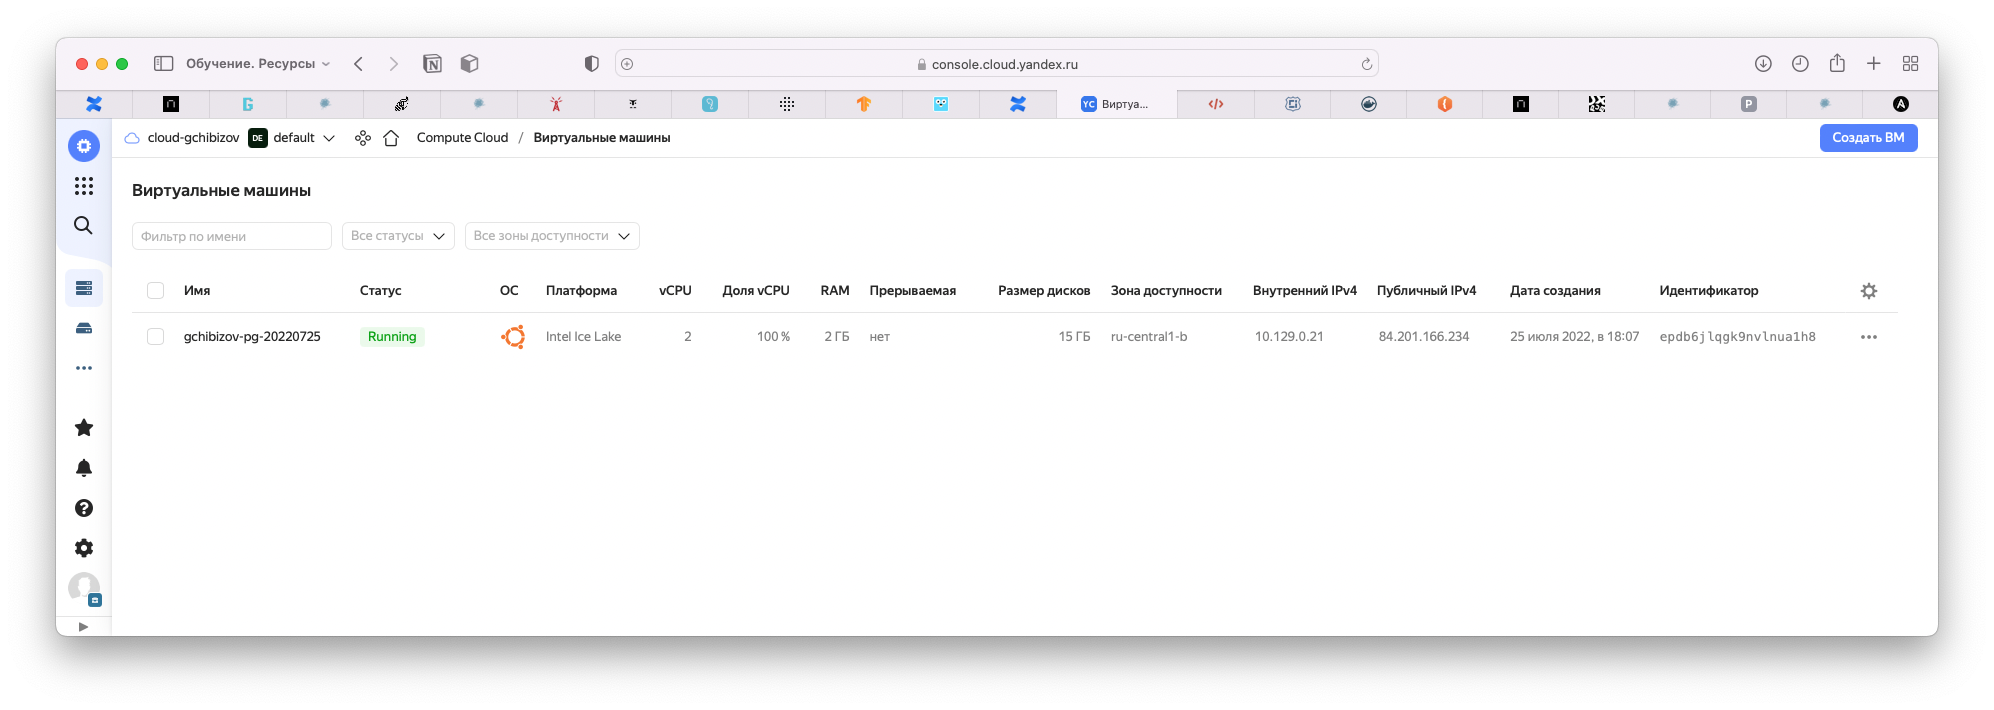 Обучение. Ресурсы
console.cloud.yandex.ru
YC Виртуа...
P
A
cloud-gchibizov DE default Compute Cloud / Виртуальные машины Создать ВМ
Виртуальные машины
Фильтр по имени Все статусы Все зоны доступности
Имя Статус ОС Платформа vCPU Доля vCPU RAM Прерываемая Размер дисков Зона доступности Внутренний IPv4 Публичный IPv4 Дата создания Идентификатор
gchibizov-pg-20220725 Running Intel Ice Lake 2 100 % 2 ГБ нет 15 ГБ ru-central1-b 10.129.0.21 84.201.166.234 25 июля 2022, в 18:07 epdb6jlqgk9nvlnua1h8